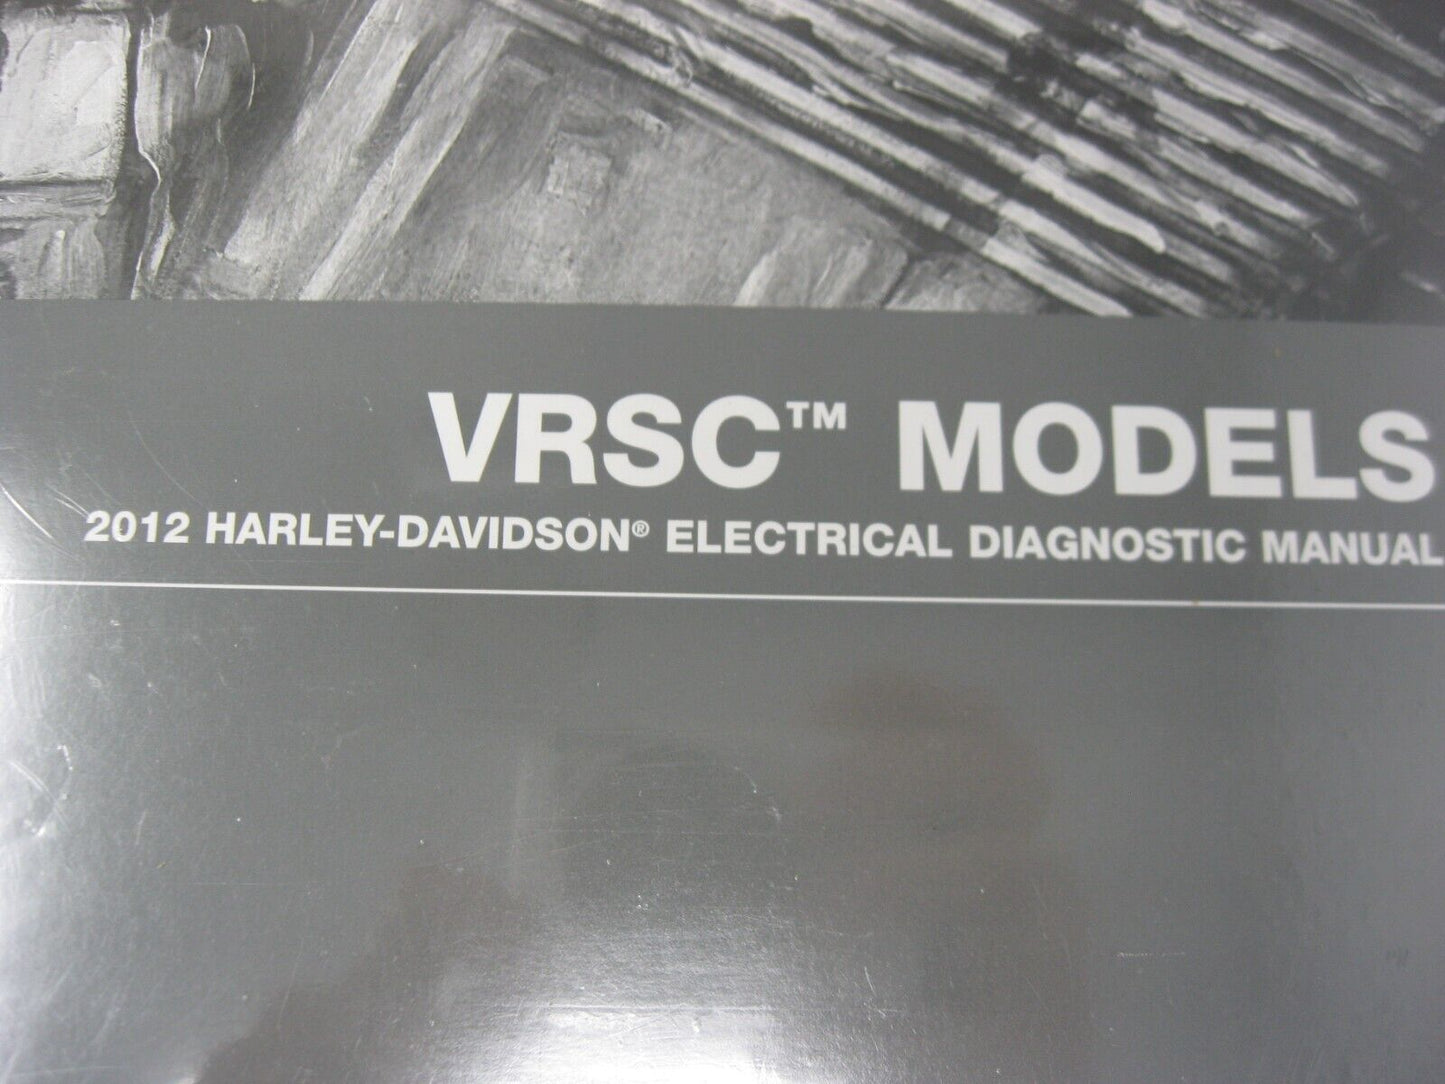 VRSC™ MODELS
2012 HARLEY-DAVIDSON® ELECTRICAL DIAGNOSTIC MANUAL